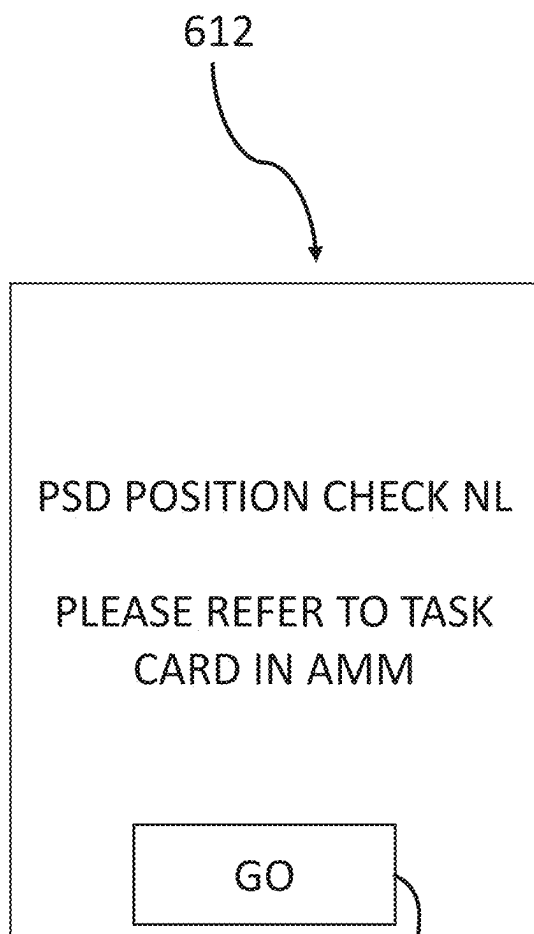 612
PSD POSITION CHECK NL
PLEASE REFER TO TASK
CARD IN AMM
GO